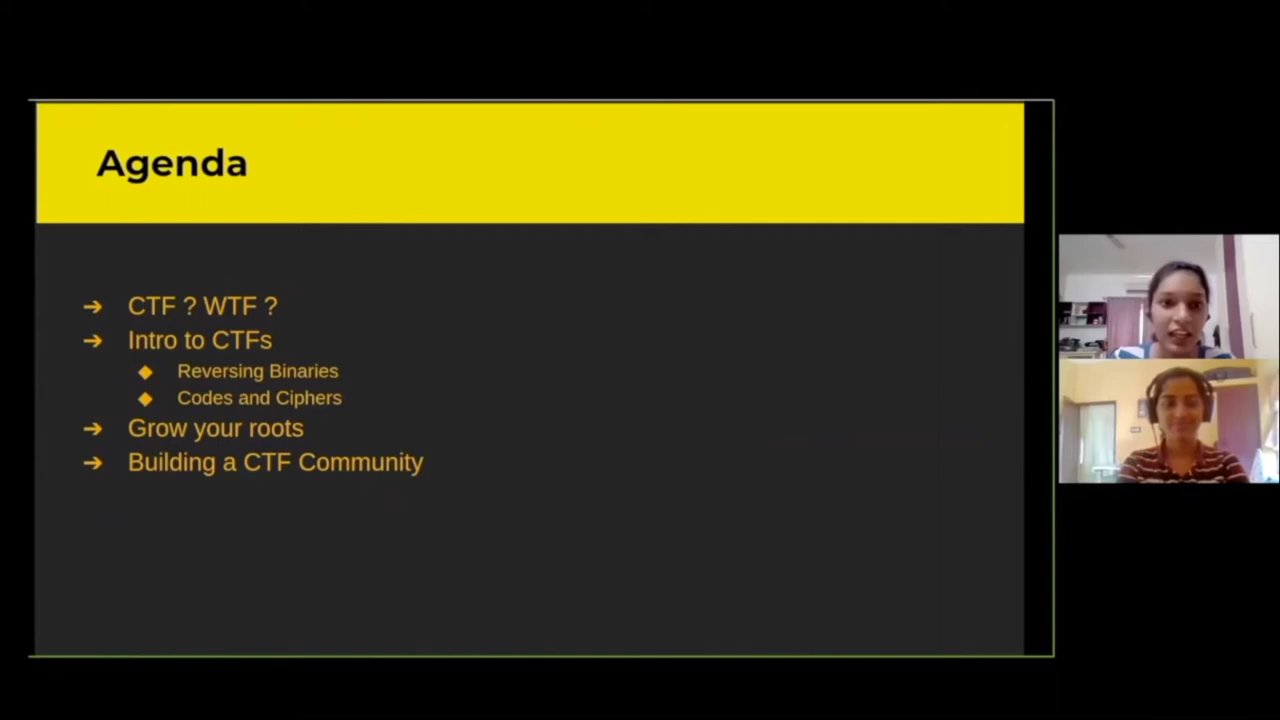 Agenda
CTF ? WTF ?
Intro to CTFs
Reversing Binaries
Codes and Ciphers
Grow your roots
Building a CTF Community